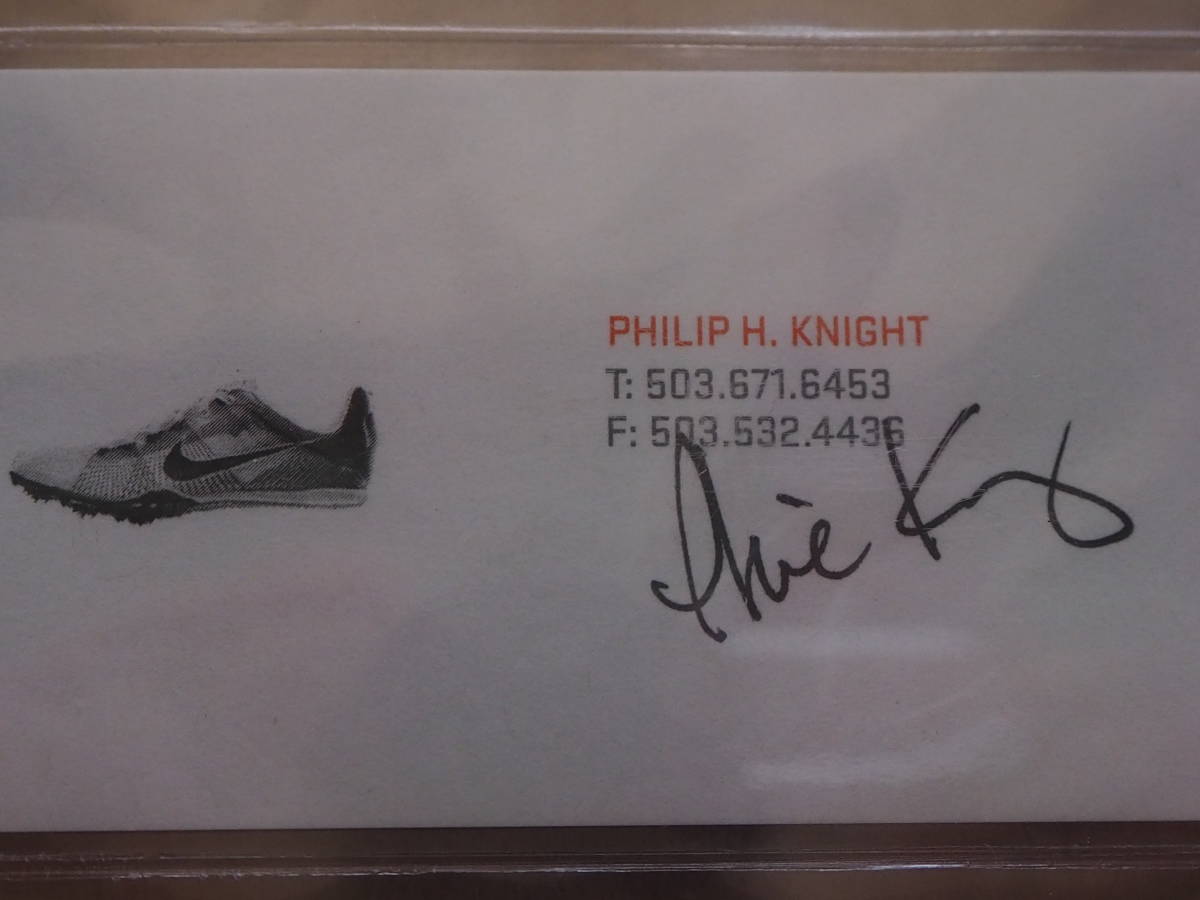 PHILIP H. KNIGHT
T: 503.671.6453
F: 503.532.4436